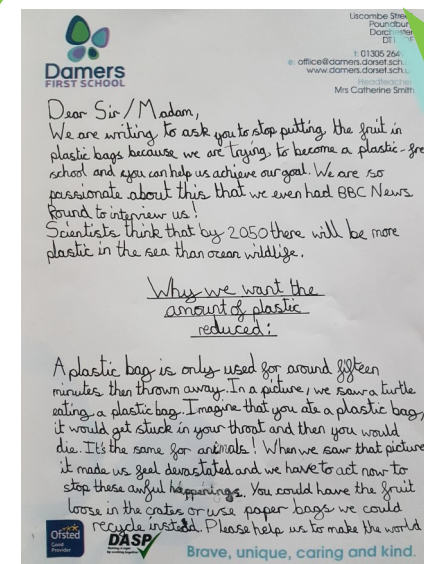 Liscombe Street
Poundbury
Dorchester
DT1
t: 01305 264
e: office@damers.dorset.sch.
www.damers.dorset.sch.
Headteacher
Mrs Catherine Smith
Damers
FIRST SCHOOL
Dear Sir/Madam,
We are writing to ask you to stop putting the fruit in
plastic bags because we are trying to become a plastic-fre
school and you can help us achieve our goal. We are so
passionate about this that we even had BBC News
Round to interview us!
Scientists think that by 2050 there will be more
plastic in the sea than ocean wildlife.
Why we want the
amount of plastic
reduced:
A plastic bag is only used for around fifteen
minutes then thrown away. In a picture, we saw a turtle
eating a plastic bag. Imagine that you ate a plastic bag,
it would get stuck in your throat and then you would
die. It's the same for animals! When we saw that picture
it made us feel devastated and we have to act now to
stop these awful happenings. You could have the fruit
loose in the crates or use paper bags we could
recycle instead. Please help us to make the world
Ofsted
Good
Provider
DASP
Brave, unique, caring and kind.